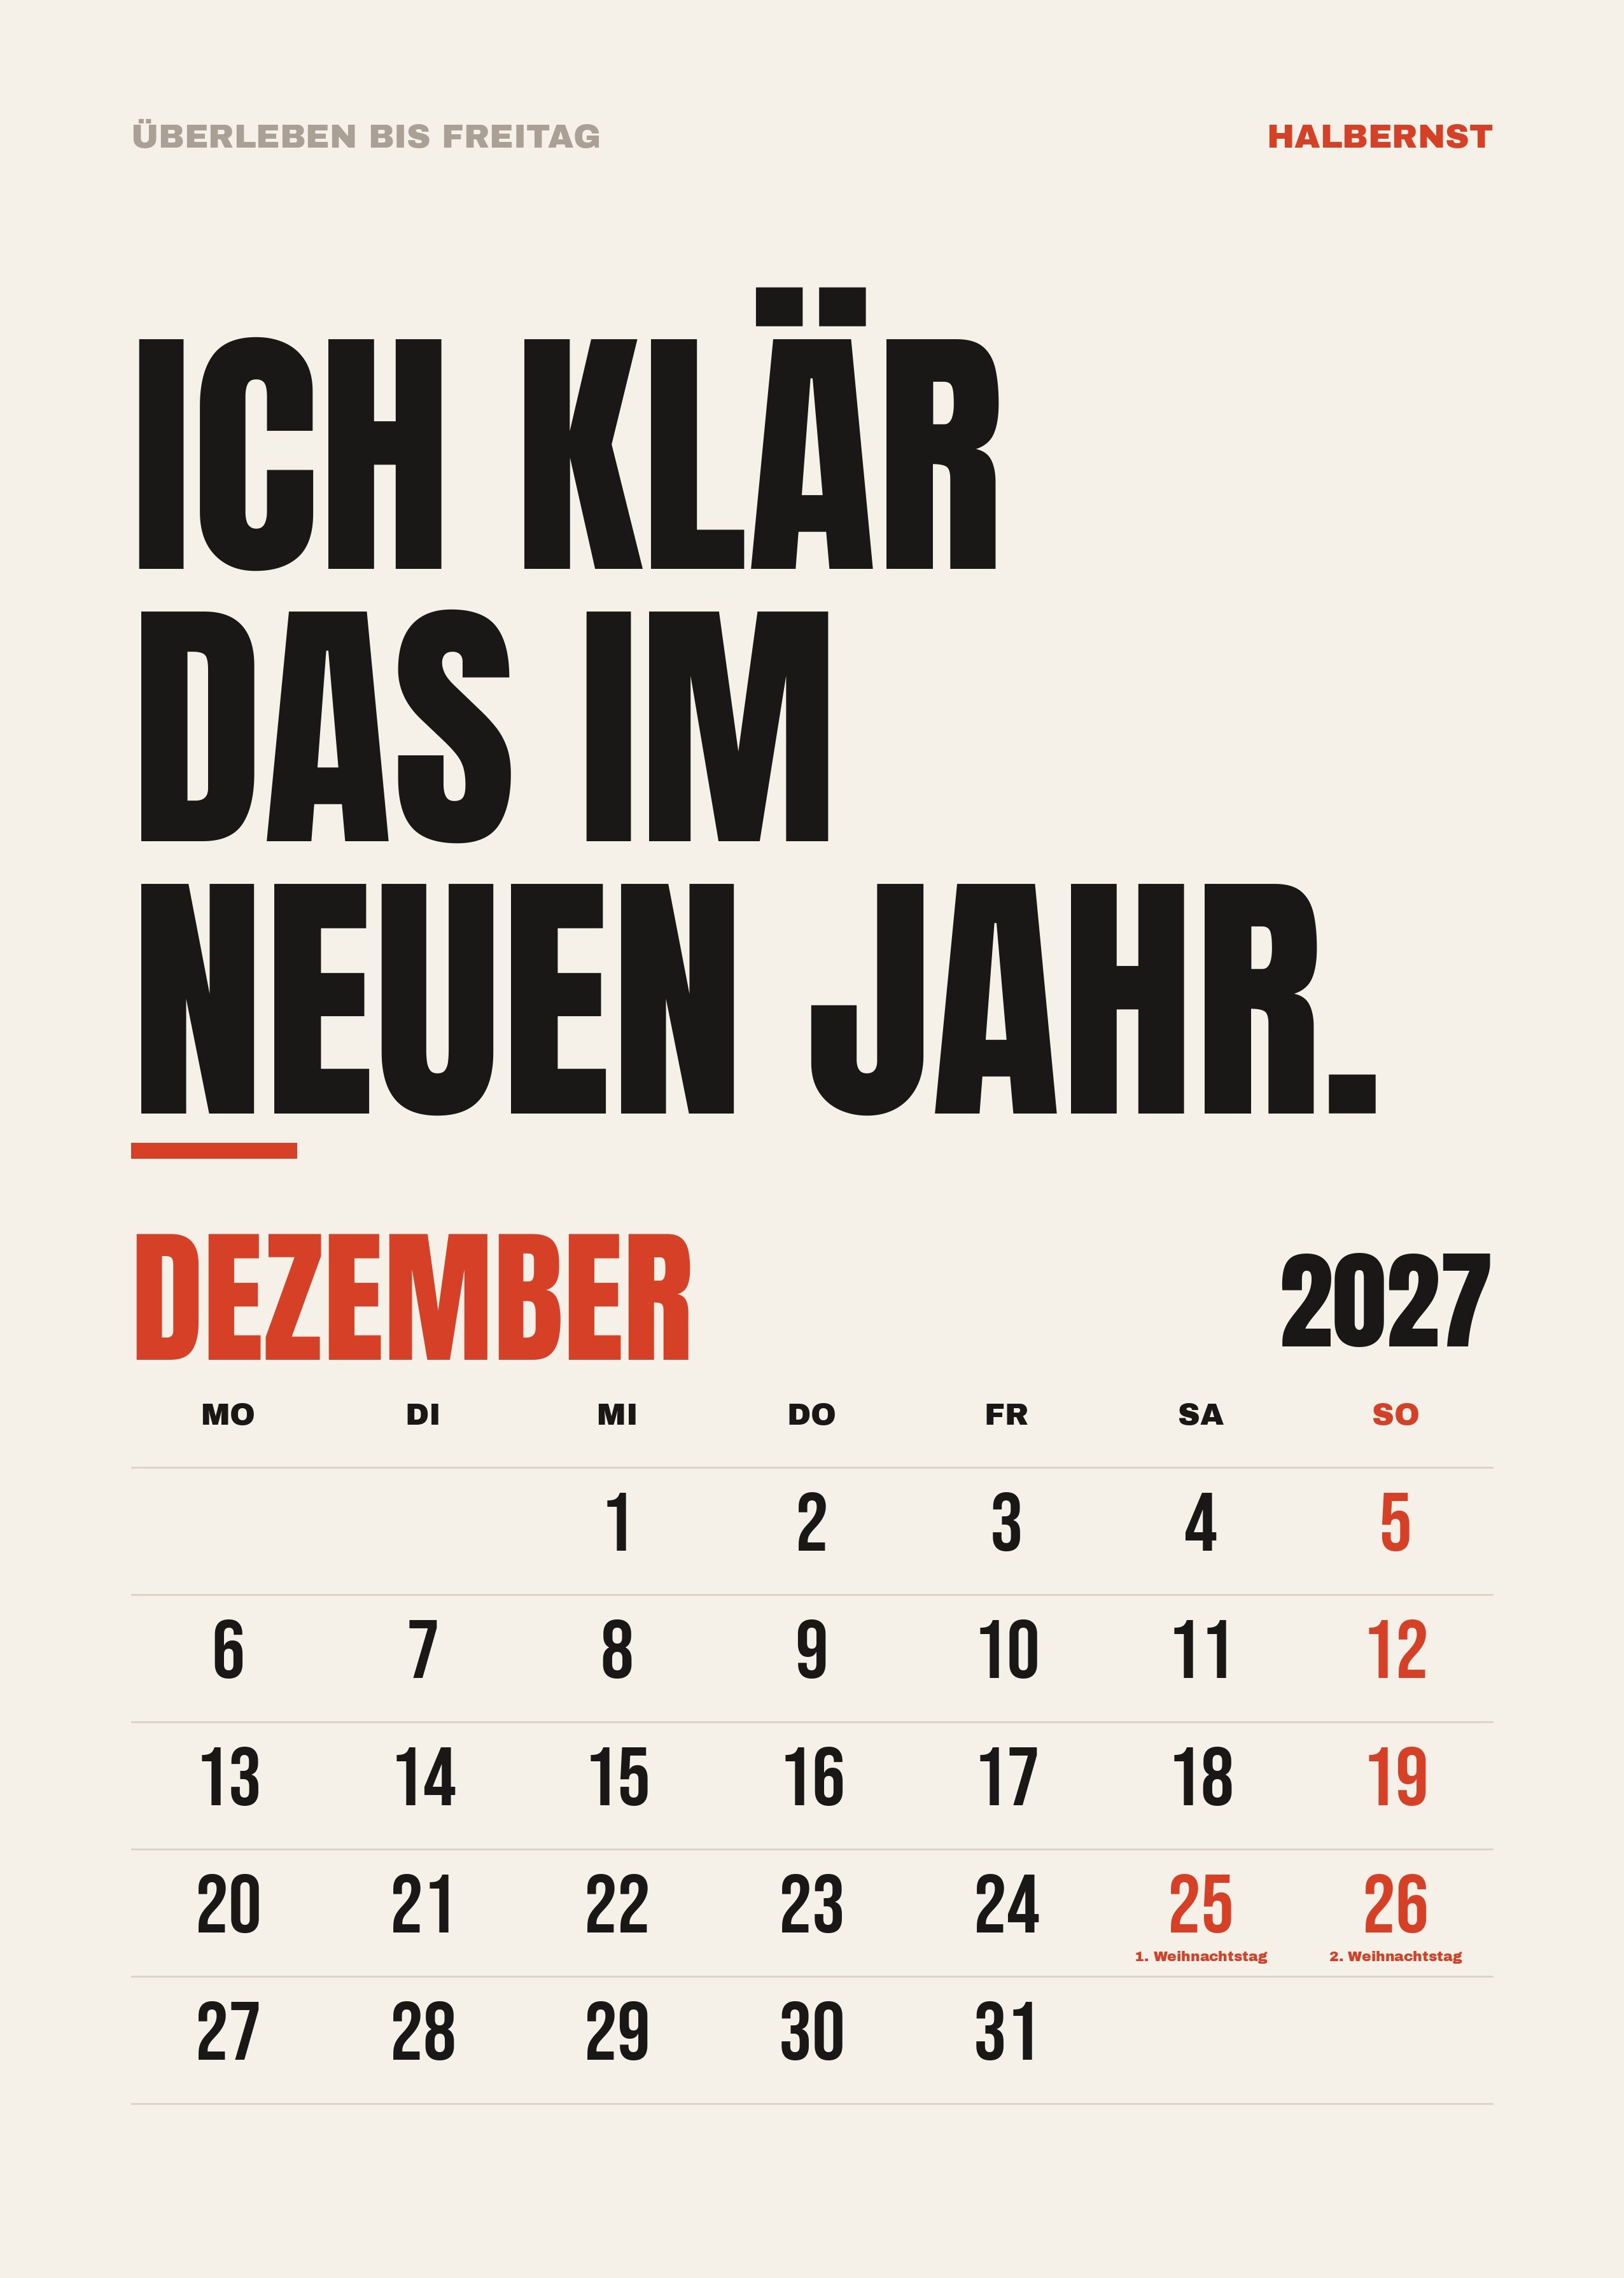 ÜBERLEBEN BIS FREITAG HALBERNST
ICH KLÄR
DAS IM
NEUEN JAHR.
DEZEMBER 2027
MO DI MI DO FR SA SO
1 2 3 4 5
6 7 8 9 10 11 12
13 14 15 16 17 18 19
20 21 22 23 24 25 26
1. Weihnachtstag 2. Weihnachtstag
27 28 29 30 31